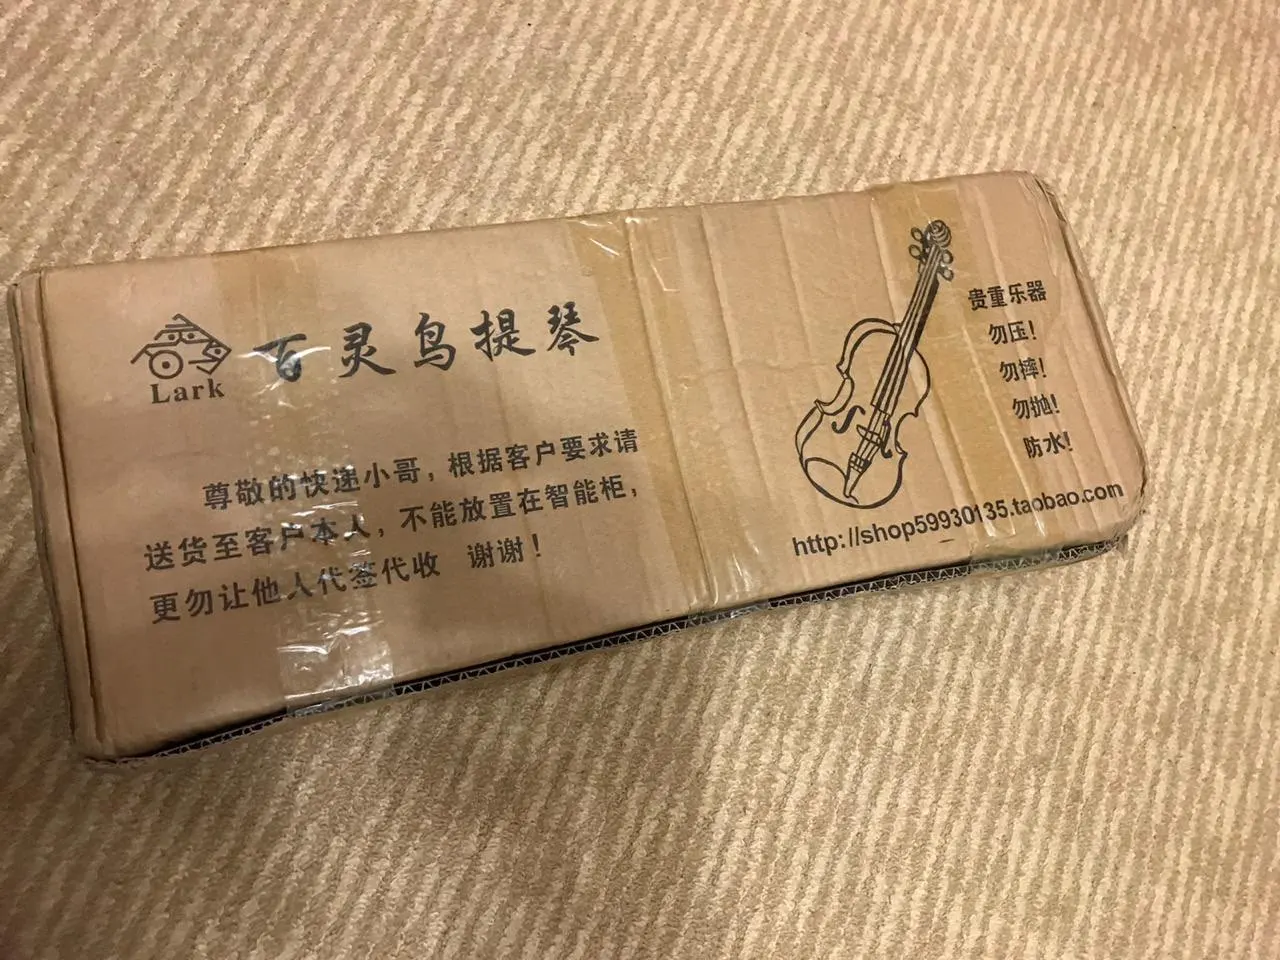 Lark
百灵鸟提琴
尊敬的快递小哥，根据客户要求请
送货至客户本人，不能放置在智能柜，
更勿让他人代签代收 谢谢！
贵重乐器
勿压！
勿摔！
勿抛！
防水！
http://shop59930135.taobao.com